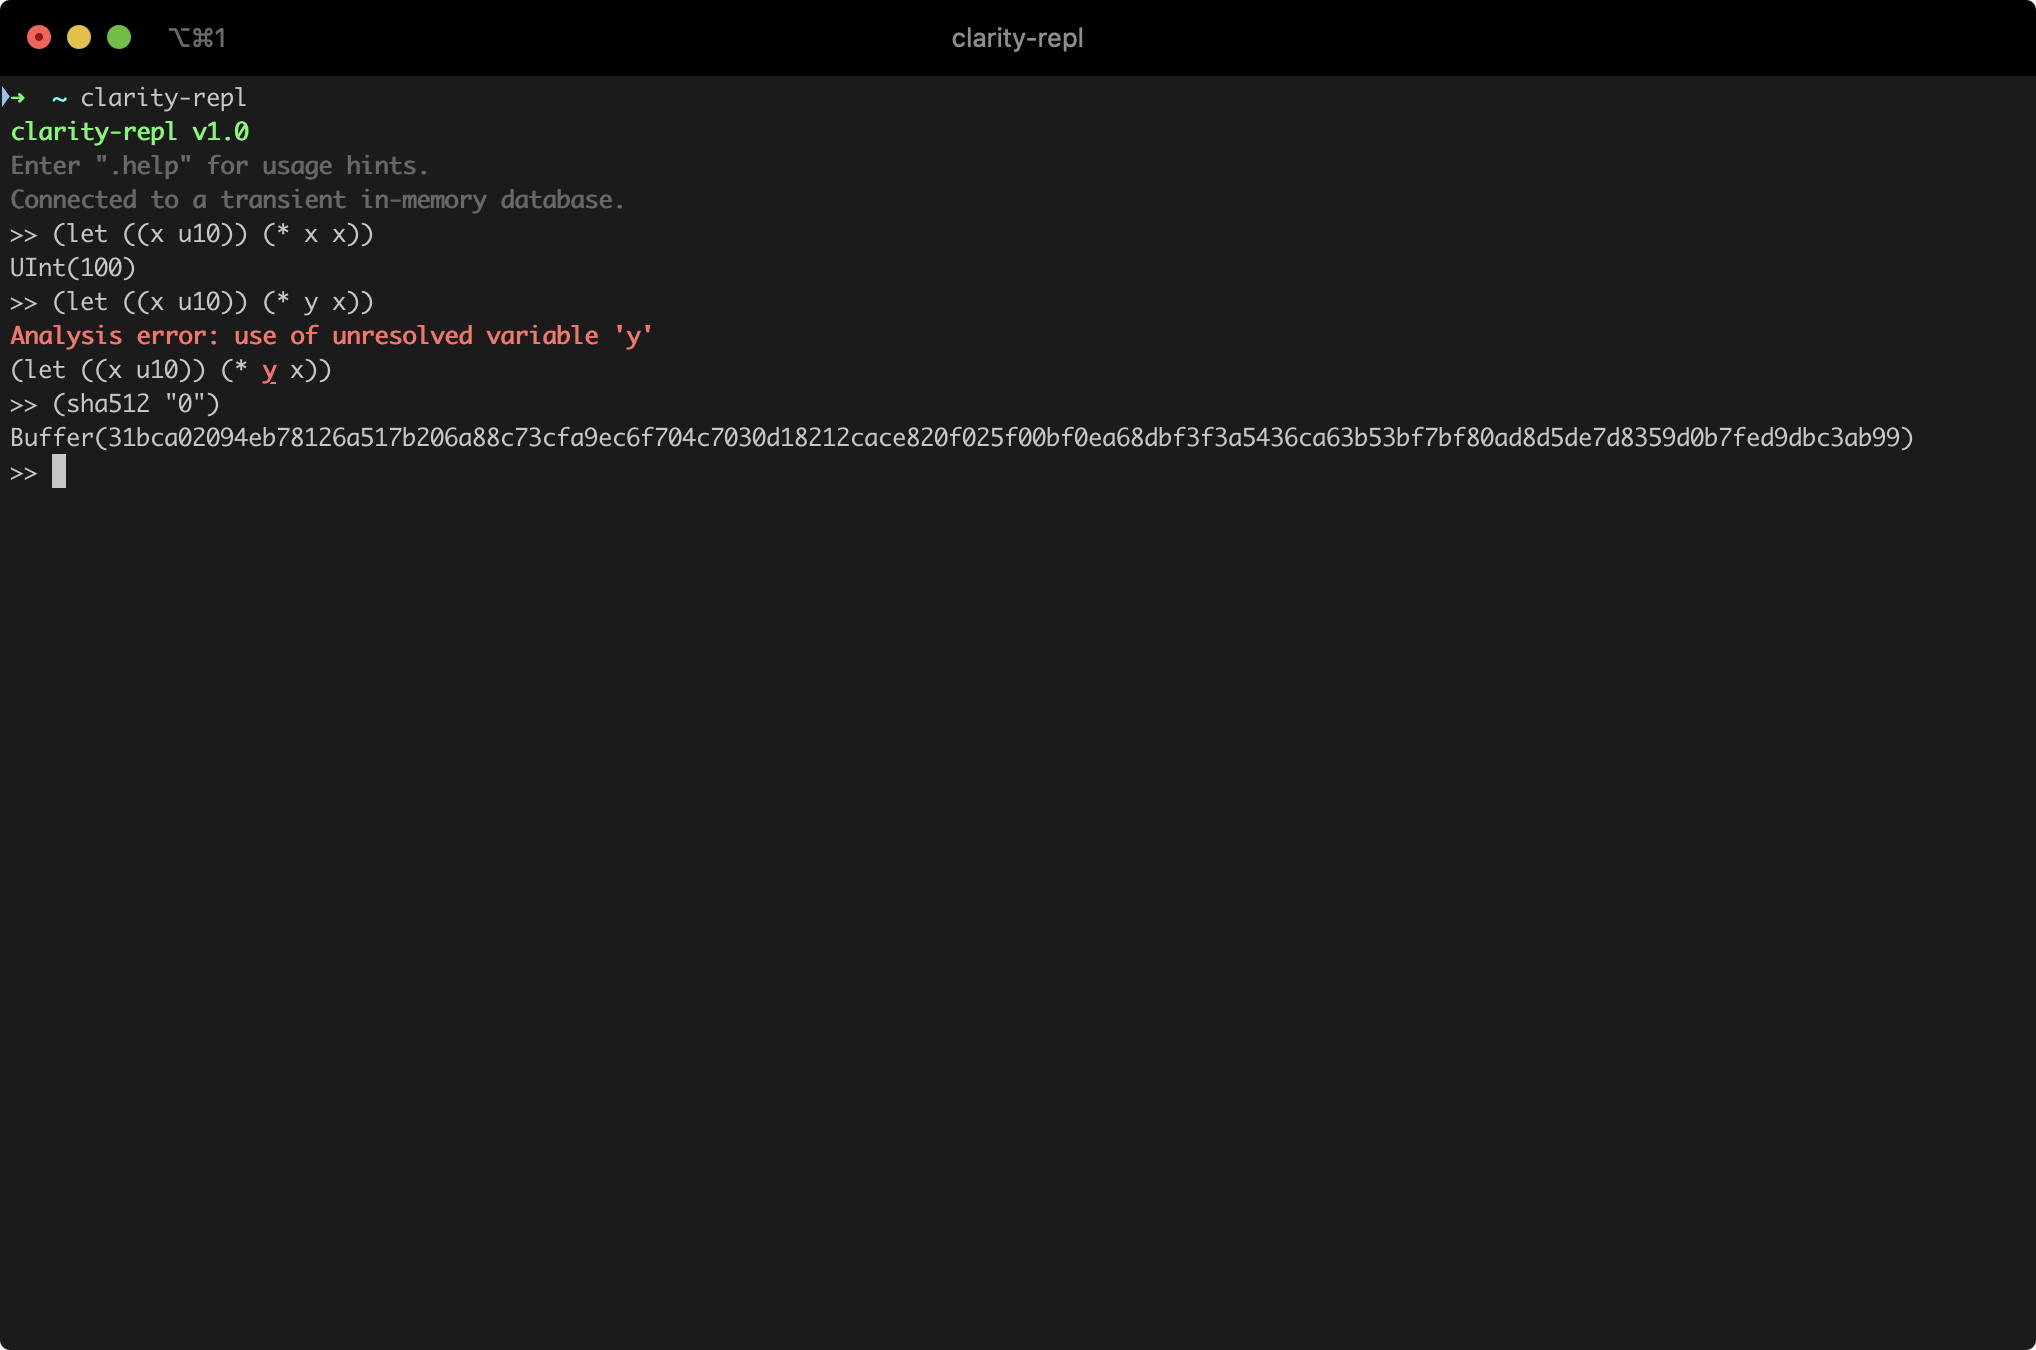 ⌥⌘1
clarity-repl
➜ ~ clarity-repl
clarity-repl v1.0
Enter ".help" for usage hints.
Connected to a transient in-memory database.
>> (let ((x u10)) (* x x))
UInt(100)
>> (let ((x u10)) (* y x))
Analysis error: use of unresolved variable 'y'
(let ((x u10)) (* y x))
>> (sha512 "0")
Buffer(31bca02094eb78126a517b206a88c73cfa9ec6f704c7030d18212cace820f025f00bf0ea68dbf3f3a5436ca63b53bf7bf80ad8d5de7d8359d0b7fed9dbc3ab99)
>>